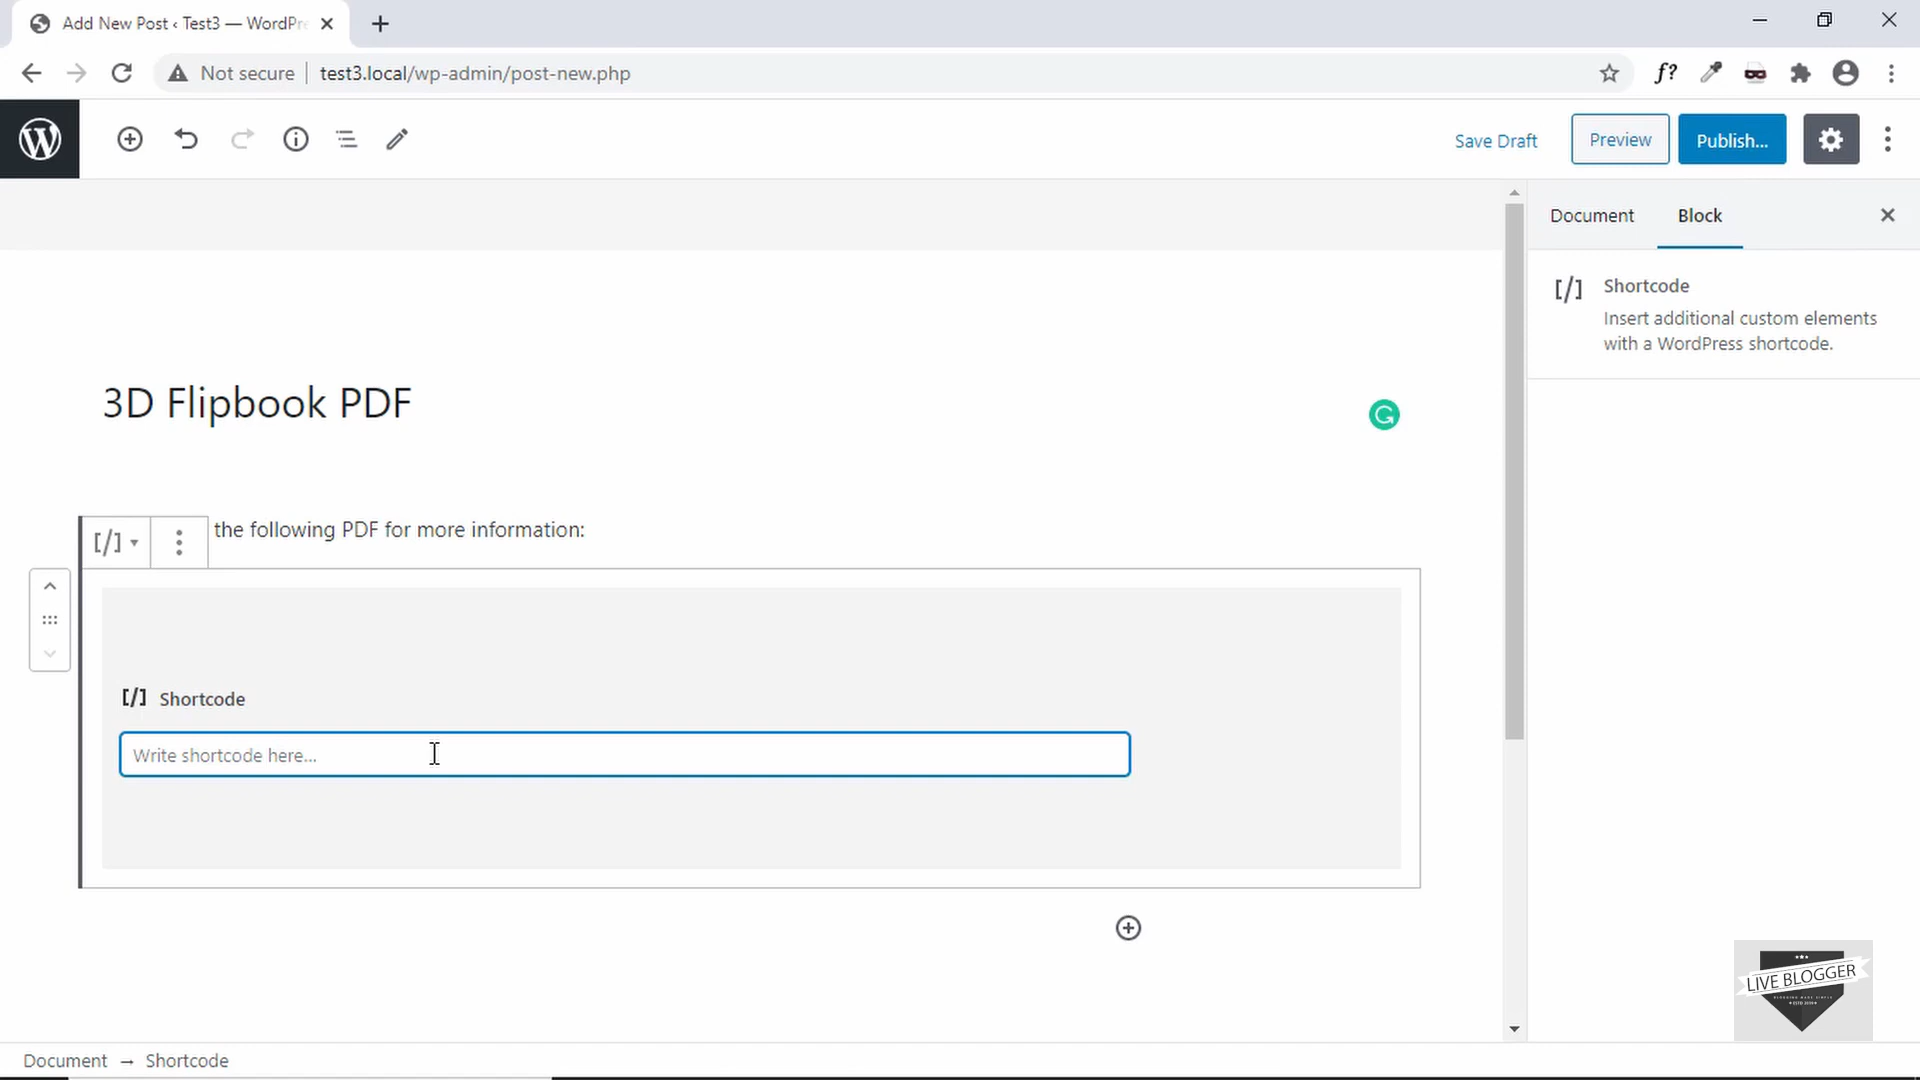 Add New Post ‹ Test3 — WordPre
Not secure
test3.local/wp-admin/post-new.php
f?
Save Draft
Preview
Publish...
Document
Block
[/]
Shortcode
Insert additional custom elements
with a WordPress shortcode.
3D Flipbook PDF
[/]
the following PDF for more information:
[/] Shortcode
Write shortcode here...
LIVE BLOGGER
Document → Shortcode